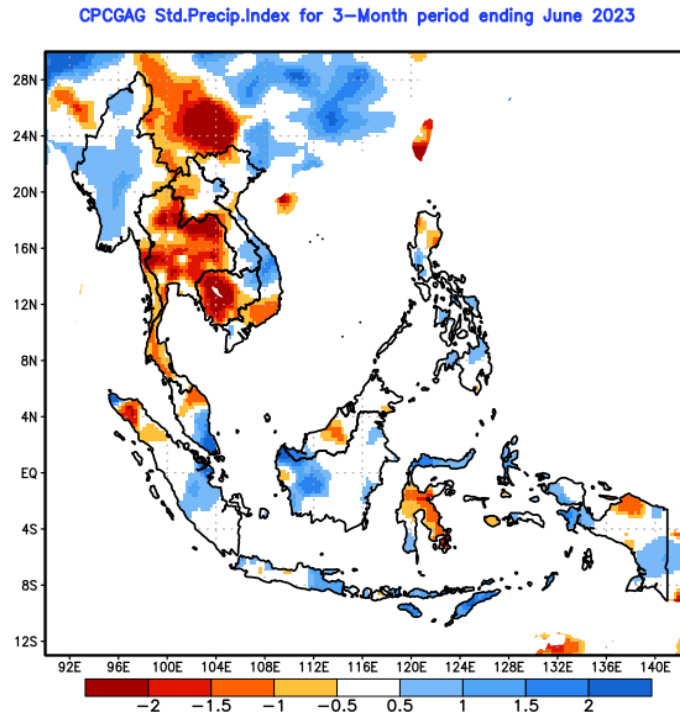 CPCGAG Std.Precip.Index for 3-Month period ending June 2023
28N
24N
20N
16N
12N
8N
4N
EQ
4S
8S
12S
92E 96E 100E 104E 108E 112E 116E 120E 124E 128E 132E 136E 140E
-2 -1.5 -1 -0.5 0.5 1 1.5 2